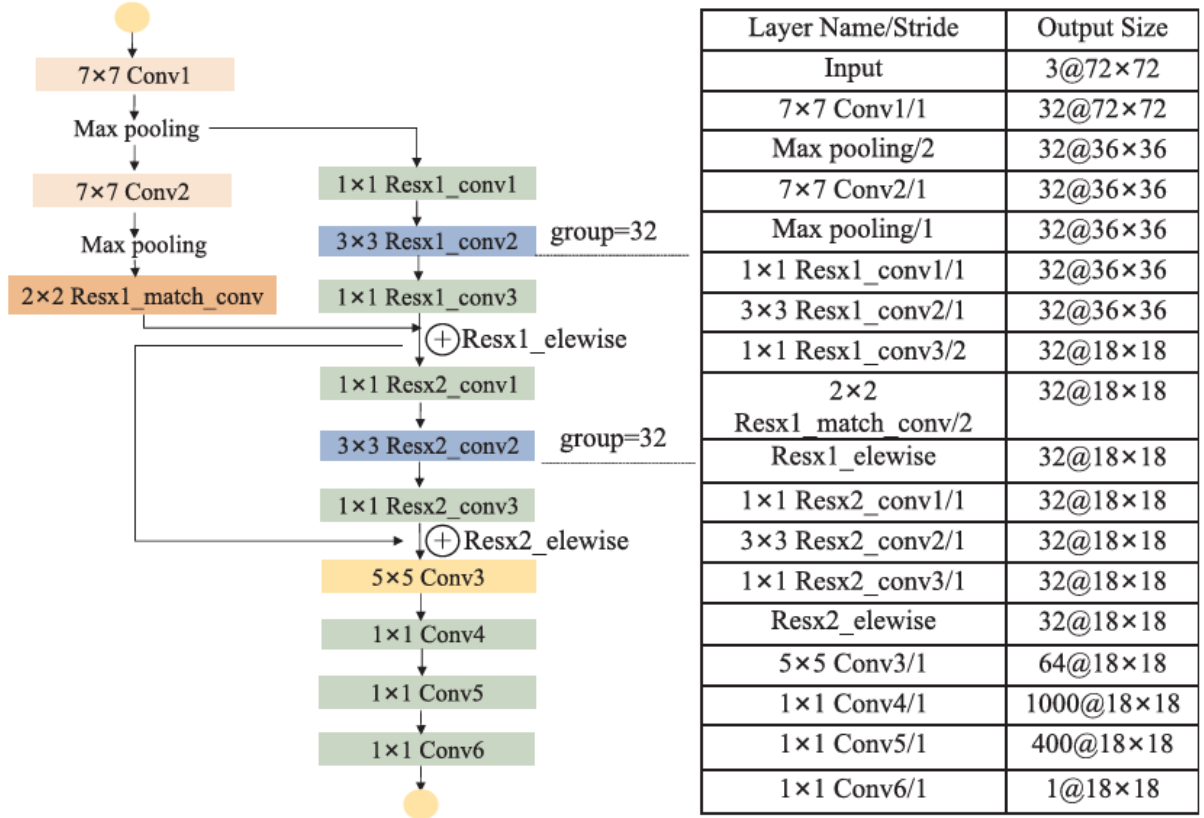 7×7 Conv1
Max pooling
7×7 Conv2
Max pooling
2×2 Resx1_match_conv
1×1 Resx1_conv1
3×3 Resx1_conv2
group=32
1×1 Resx1_conv3
Resx1_elewise
1×1 Resx2_conv1
3×3 Resx2_conv2
group=32
1×1 Resx2_conv3
Resx2_elewise
5×5 Conv3
1×1 Conv4
1×1 Conv5
1×1 Conv6
Layer Name/Stride Output Size
Input 3@72×72
7×7 Conv1/1 32@72×72
Max pooling/2 32@36×36
7×7 Conv2/1 32@36×36
Max pooling/1 32@36×36
1×1 Resx1_conv1/1 32@36×36
3×3 Resx1_conv2/1 32@36×36
1×1 Resx1_conv3/2 32@18×18
2×2 32@18×18
Resx1_match_conv/2
Resx1_elewise 32@18×18
1×1 Resx2_conv1/1 32@18×18
3×3 Resx2_conv2/1 32@18×18
1×1 Resx2_conv3/1 32@18×18
Resx2_elewise 32@18×18
5×5 Conv3/1 64@18×18
1×1 Conv4/1 1000@18×18
1×1 Conv5/1 400@18×18
1×1 Conv6/1 1@18×18